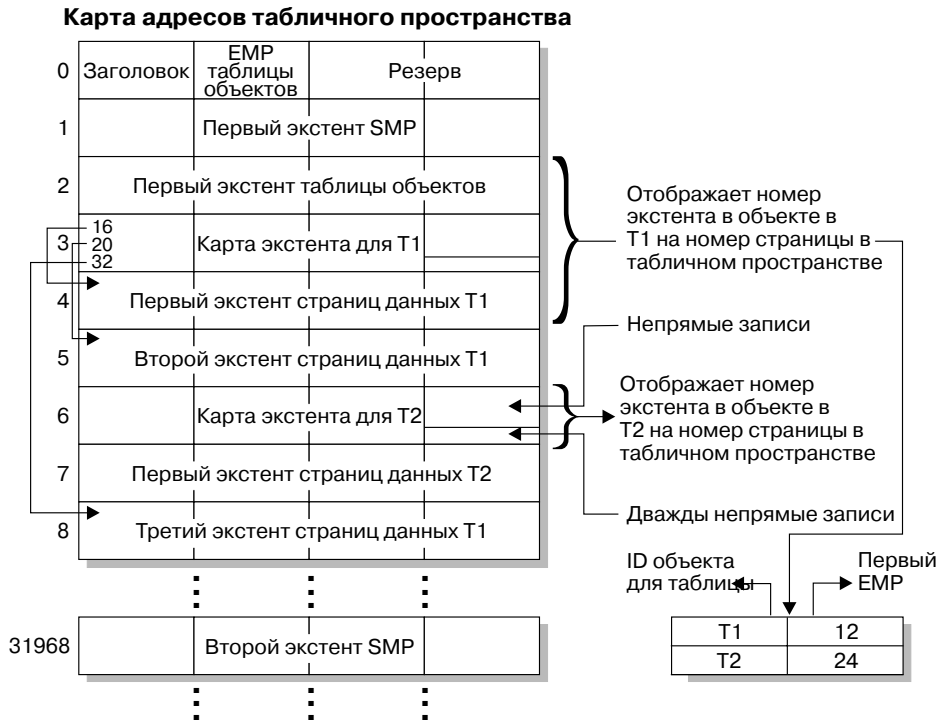 Карта адресов табличного пространства
0
Заголовок
EMP
таблицы
объектов
Резерв
1
Первый экстент SMP
2
Первый экстент таблицы объектов
3
16
20
32
Карта экстента для T1
4
Первый экстент страниц данных T1
5
Второй экстент страниц данных T1
6
Карта экстента для T2
7
Первый экстент страниц данных T2
8
Третий экстент страниц данных T1
31968
Второй экстент SMP
Отображает номер
экстента в объекте в
T1 на номер страницы в
табличном пространстве
Непрямые записи
Отображает номер
экстента в объекте в
T2 на номер страницы в
табличном пространстве
Дважды непрямые записи
ID объекта
для таблицы
Первый
EMP
T1
12
T2
24